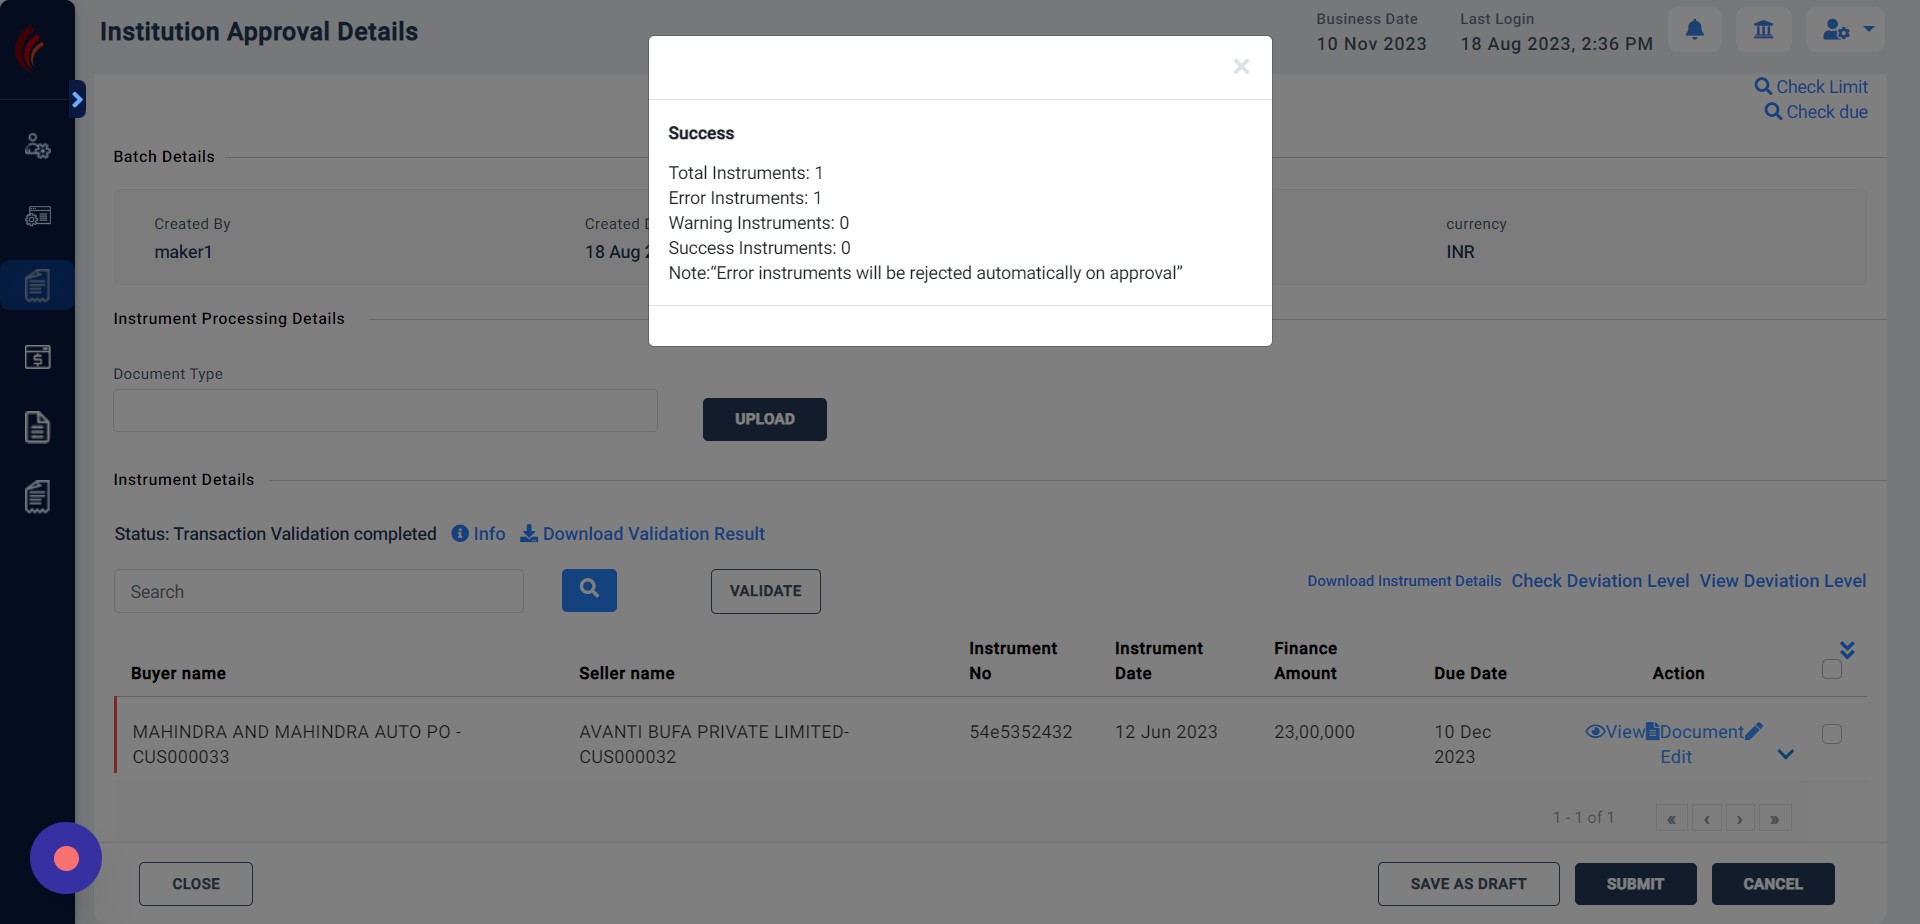 Institution Approval Details
Business Date
10 Nov 2023
Last Login
18 Aug 2023, 2:36 PM
Check Limit
Check due
Success
Total Instruments: 1
Error Instruments: 1
Warning Instruments: 0
Success Instruments: 0
Note:“Error instruments will be rejected automatically on approval”
Batch Details
Created By
maker1
Created
18 Aug
currency
INR
Instrument Processing Details
Document Type
UPLOAD
Instrument Details
Status: Transaction Validation completed Info Download Validation Result
Search
VALIDATE
Download Instrument Details Check Deviation Level View Deviation Level
Buyer name
Seller name
Instrument No
Instrument Date
Finance Amount
Due Date
Action
MAHINDRA AND MAHINDRA AUTO PO -
CUS000033
AVANTI BUFA PRIVATE LIMITED-
CUS000032
54e5352432
12 Jun 2023
23,00,000
10 Dec
2023
View Document
Edit
1 - 1 of 1
« ‹ › »
CLOSE
SAVE AS DRAFT
SUBMIT
CANCEL